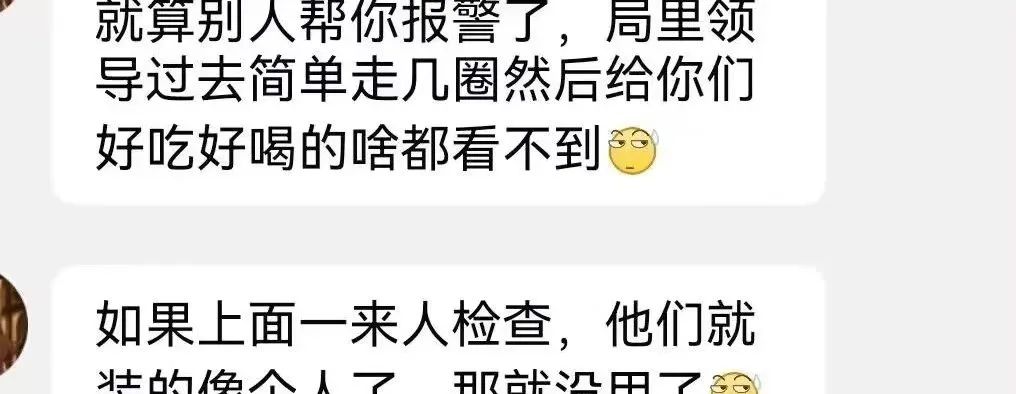 就算别人帮你报警了，局里领
导过去简单走几圈然后给你们
好吃好喝的啥都看不到
如果上面一来人检查，他们就
装的像个人了，那就没用了